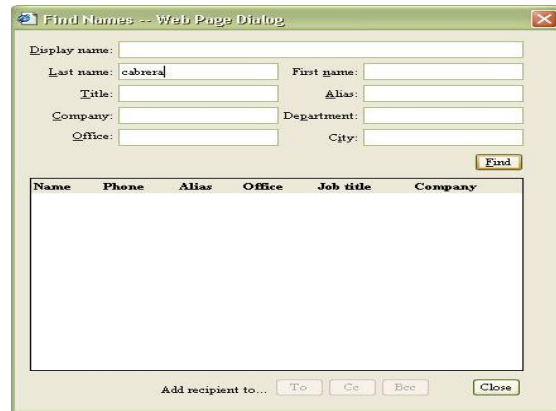 Find Names -- Web Page Dialog
Display name:
Last name: cabrera First name:
Title: Alias:
Company: Department:
Office: City:
Find
Name Phone Alias Office Job title Company
Add recipient to... To Cc Bcc Close